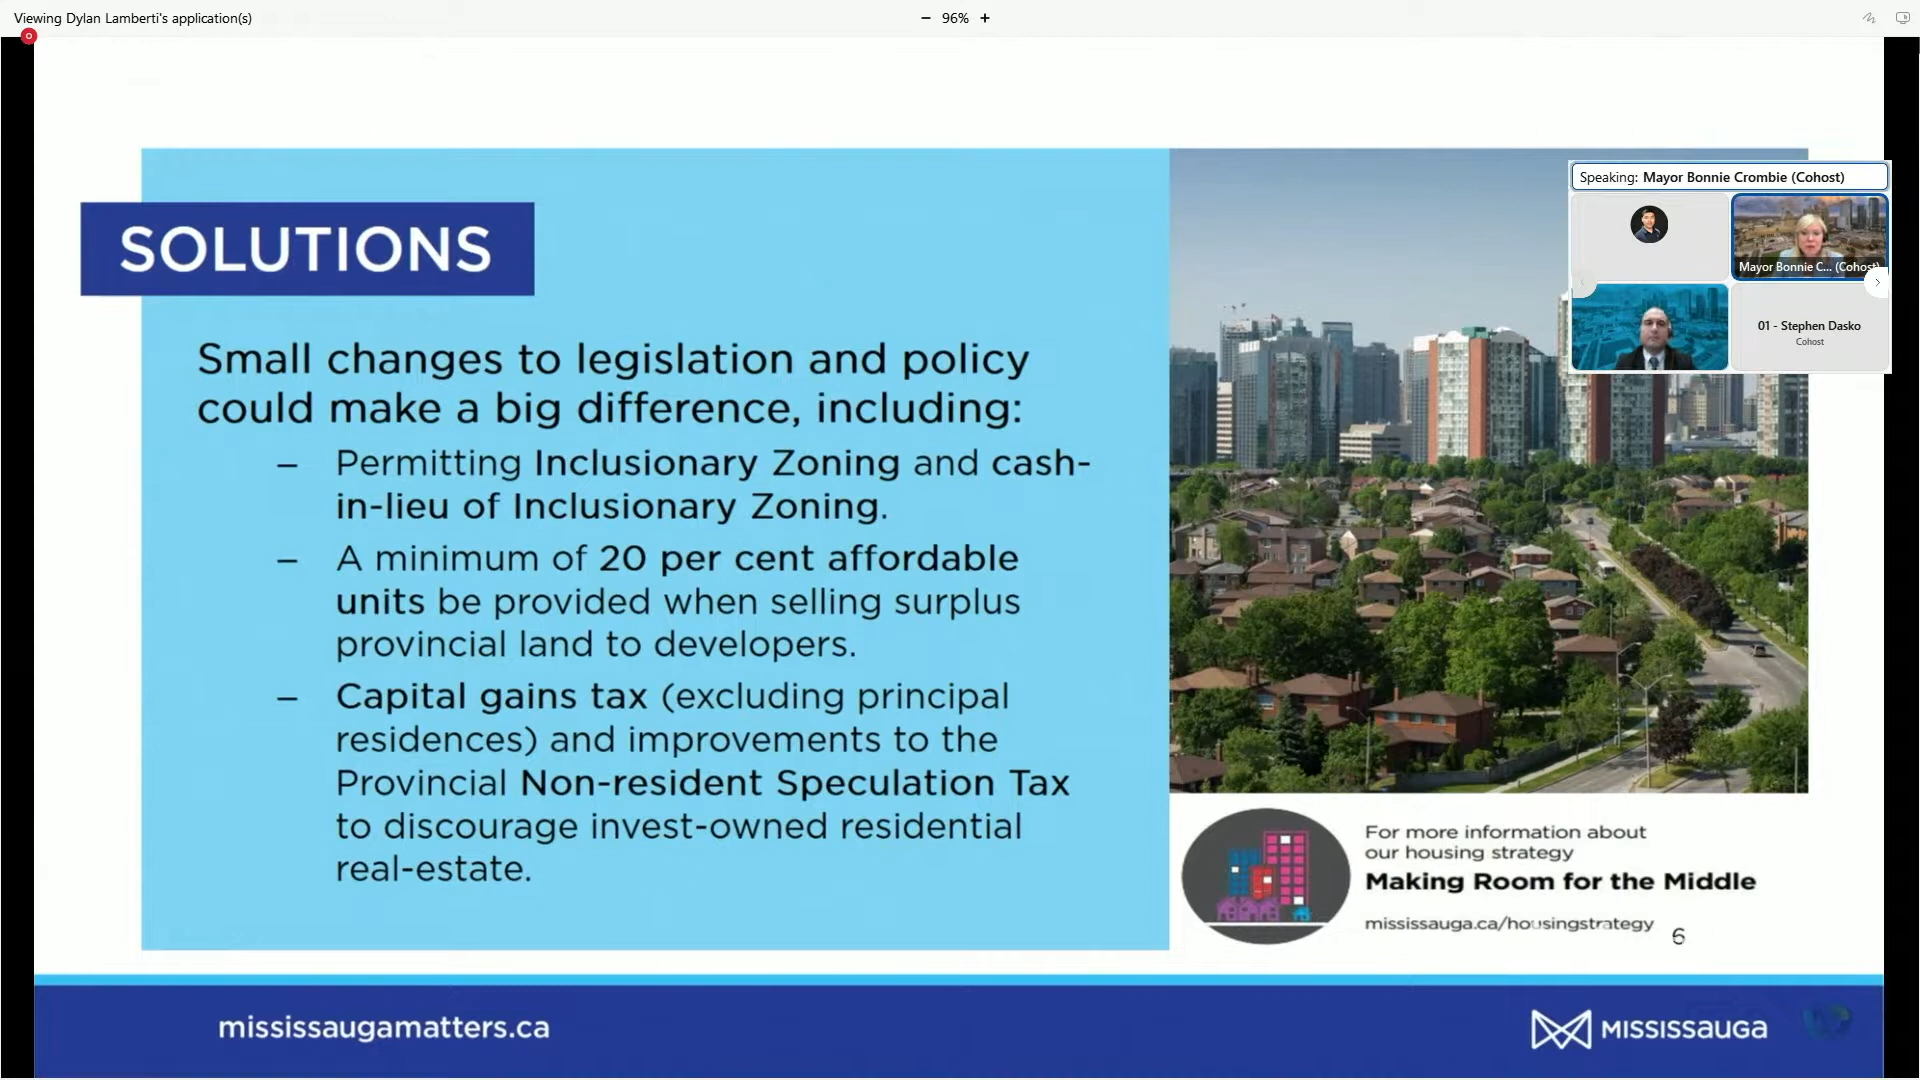 Viewing Dylan Lamberti's application(s)
− 96% +
Speaking: Mayor Bonnie Crombie (Cohost)
Mayor Bonnie C... (Cohost)
01 - Stephen Dasko
Cohost
SOLUTIONS
Small changes to legislation and policy
could make a big difference, including:
– Permitting Inclusionary Zoning and cash-
in-lieu of Inclusionary Zoning.
– A minimum of 20 per cent affordable
units be provided when selling surplus
provincial land to developers.
– Capital gains tax (excluding principal
residences) and improvements to the
Provincial Non-resident Speculation Tax
to discourage invest-owned residential
real-estate.
For more information about
our housing strategy
Making Room for the Middle
mississauga.ca/housingstrategy
6
mississaugamatters.ca
MISSISSAUGA